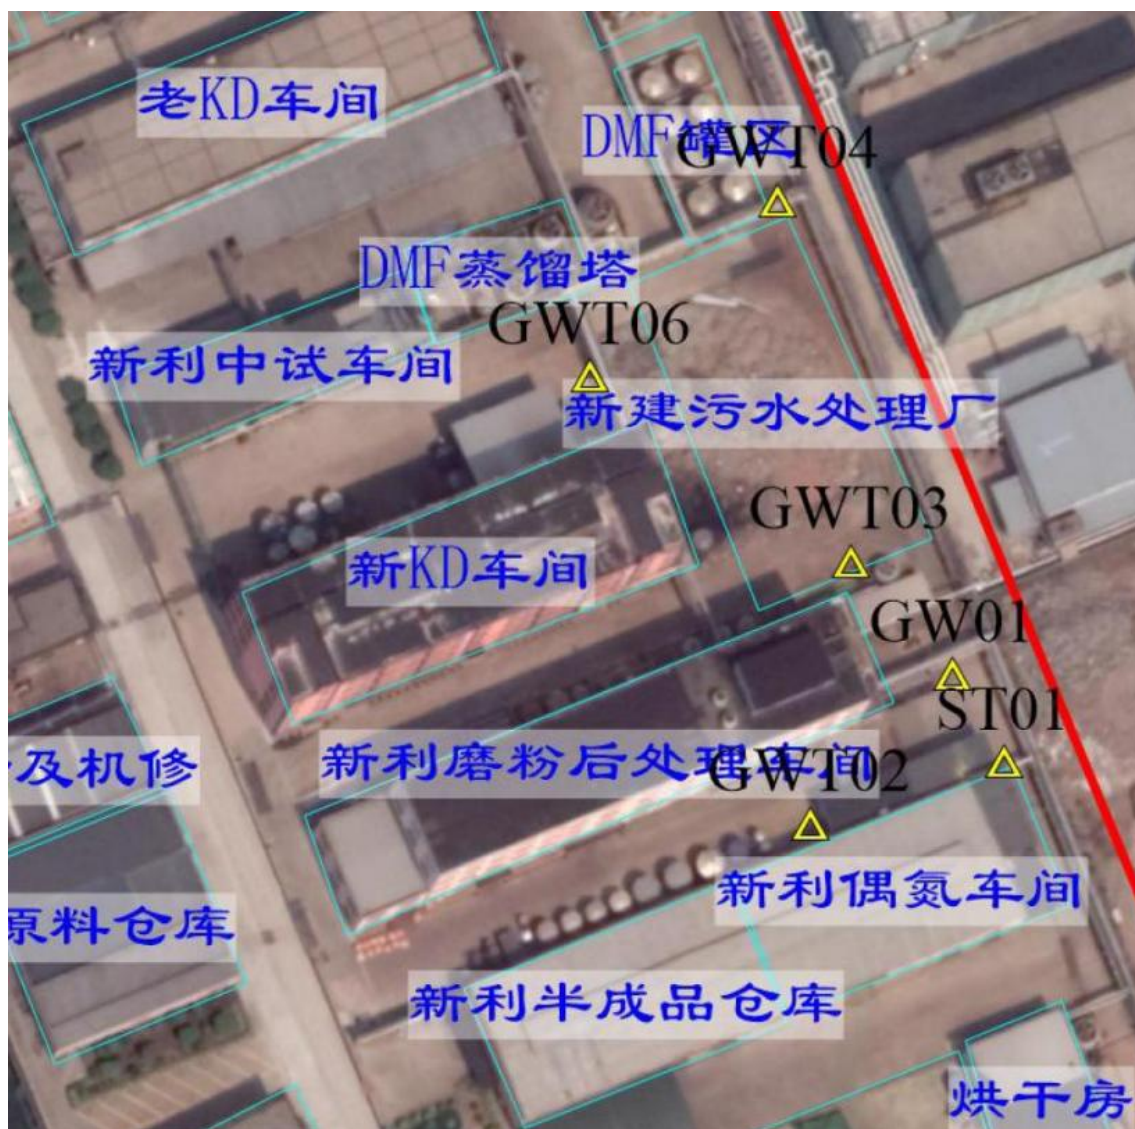 老KD车间
DMF罐区
GWT04
DMF蒸馏塔
GWT06
新利中试车间
新建污水处理厂
GWT03
新KD车间
GW01
ST01
及机修
新利磨粉后处理车间
GWT02
新利偶氮车间
原料仓库
新利半成品仓库
烘干房